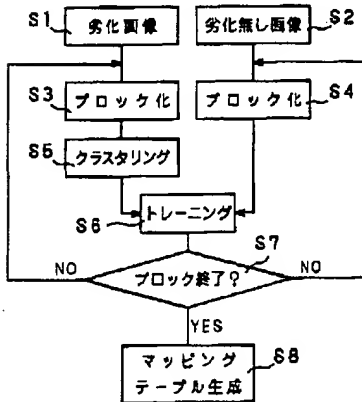 S1
劣化画像
劣化無し画像
S2
S3
ブロック化
ブロック化
S4
S5
クラスタリング
トレーニング
S6
S7
ブロック終了?
NO
NO
YES
マッピング
テーブル生成
S8